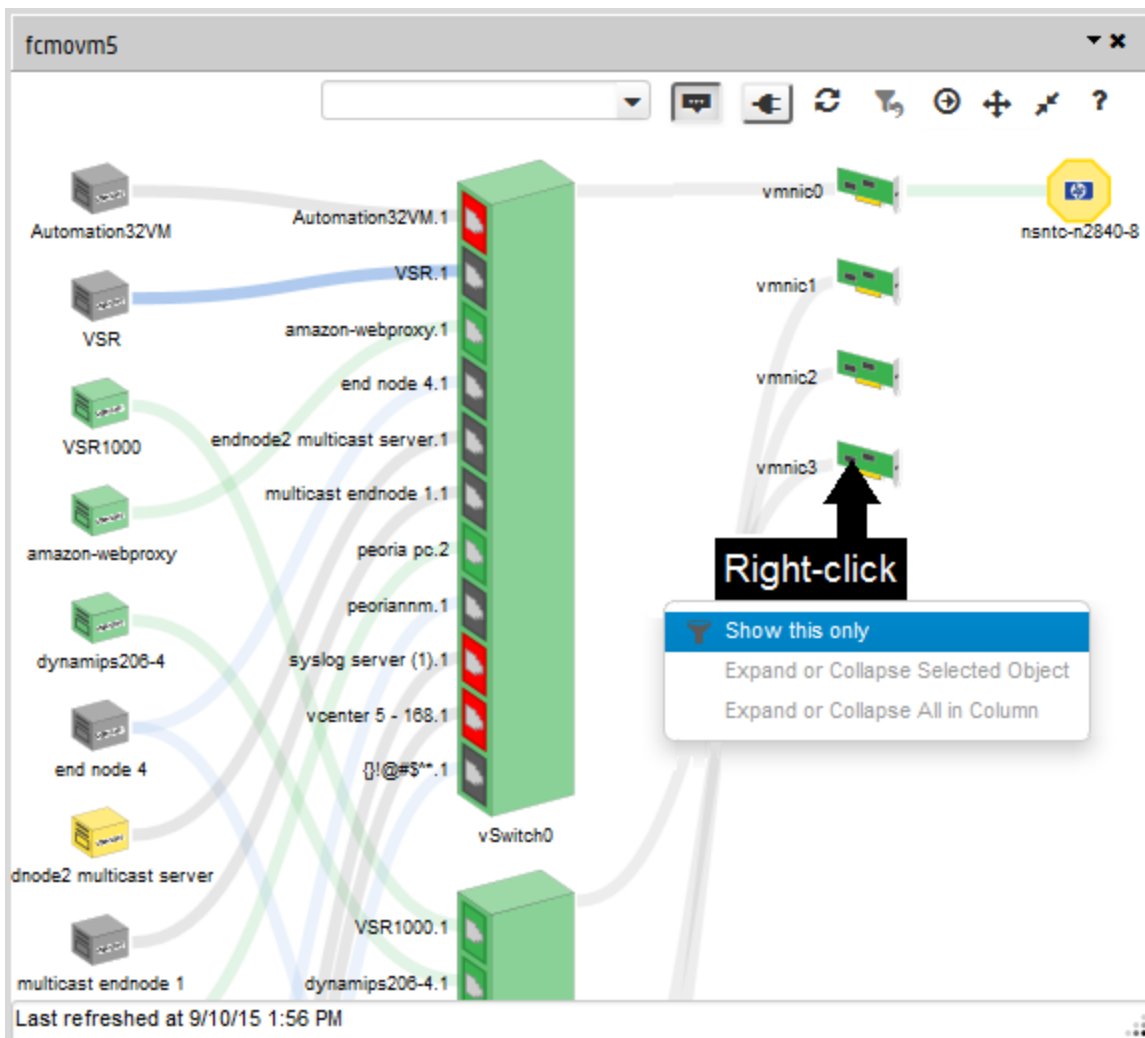 fcmovm5
Automation32VM
VSR
VSR1000
amazon-webproxy
dynamips206-4
end node 4
dnode2 multicast server
multicast endnode 1
Automation32VM.1
VSR.1
amazon-webproxy.1
end node 4.1
endnode2 multicast server.1
multicast endnode 1.1
peoria pc.2
peoriannm.1
syslog server (1).1
vcenter 5 - 168.1
{}!@#$^*.1
vSwitch0
VSR1000.1
dynamips206-4.1
vmnic0
vmnic1
vmnic2
vmnic3
nsntc-n2840-8
Right-click
Show this only
Expand or Collapse Selected Object
Expand or Collapse All in Column
Last refreshed at 9/10/15 1:56 PM